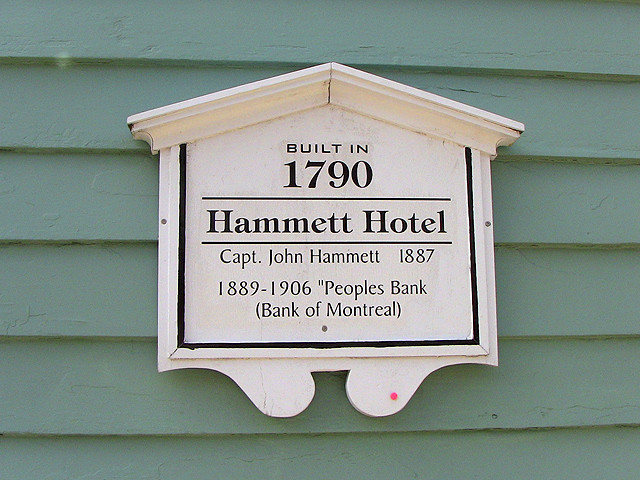 BUILT IN
1790
Hammett Hotel
Capt. John Hammett 1887
1889-1906 "Peoples Bank
(Bank of Montreal)